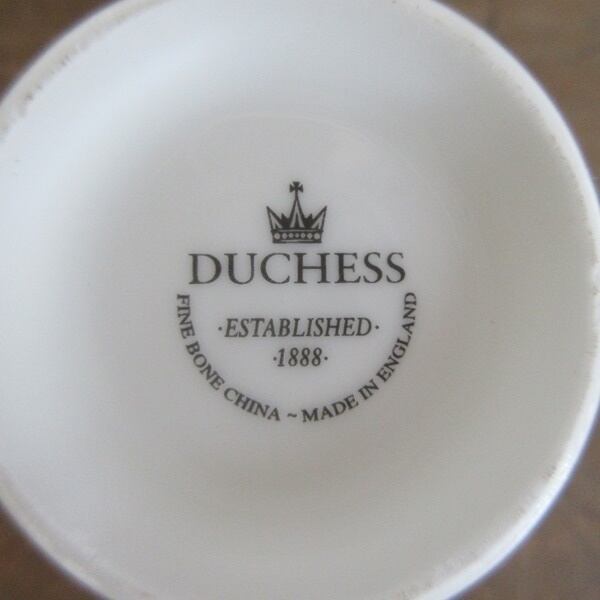 DUCHESS
·ESTABLISHED·
·1888·
FINE BONE CHINA ~ MADE IN ENGLAND